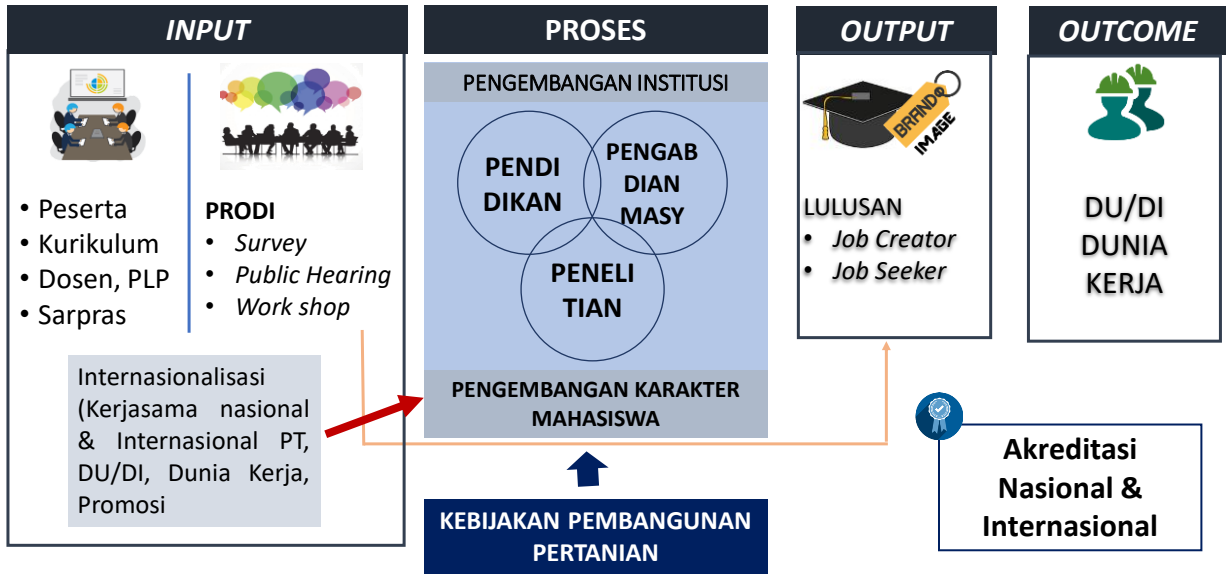 INPUT
• Peserta
• Kurikulum
• Dosen, PLP
• Sarpras
PRODI
• Survey
• Public Hearing
• Work shop
Internasionalisasi
(Kerjasama nasional
& Internasional PT,
DU/DI, Dunia Kerja,
Promosi
PROSES
PENGEMBANGAN INSTITUSI
PENDI
DIKAN
PENGAB
DIAN
MASY
PENELI
TIAN
PENGEMBANGAN KARAKTER
MAHASISWA
KEBIJAKAN PEMBANGUNAN
PERTANIAN
OUTPUT
BRAND
IMAGE
LULUSAN
• Job Creator
• Job Seeker
OUTCOME
DU/DI
DUNIA
KERJA
Akreditasi
Nasional &
Internasional